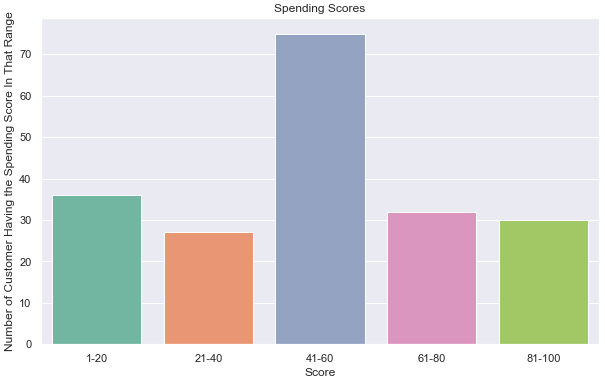 Spending Scores
Number of Customer Having the Spending Score In That Range
70
60
50
40
30
20
10
0
1-20 21-40 41-60 61-80 81-100
Score